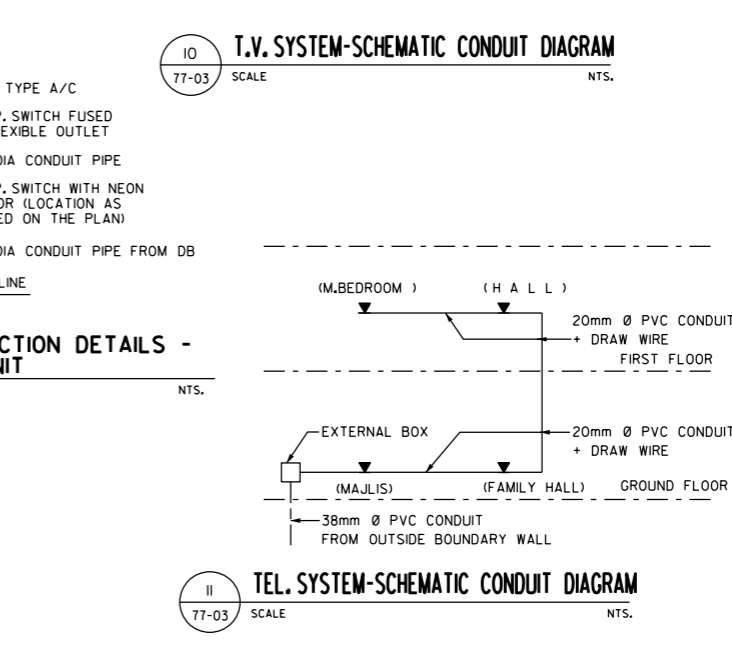 10
77-03
T.V. SYSTEM-SCHEMATIC CONDUIT DIAGRAM
SCALE NTS.
TYPE A/C
P. SWITCH FUSED
EXIBLE OUTLET
DIA CONDUIT PIPE
P. SWITCH WITH NEON
OR (LOCATION AS
ED ON THE PLAN)
DIA CONDUIT PIPE FROM DB
LINE
CTION DETAILS -
NIT
NTS.
(M.BEDROOM )
( H A L L )
20mm Ø PVC CONDUIT
+ DRAW WIRE
FIRST FLOOR
EXTERNAL BOX
20mm Ø PVC CONDUIT
+ DRAW WIRE
(MAJLIS)
(FAMILY HALL)
GROUND FLOOR
38mm Ø PVC CONDUIT
FROM OUTSIDE BOUNDARY WALL
11
77-03
TEL. SYSTEM-SCHEMATIC CONDUIT DIAGRAM
SCALE NTS.